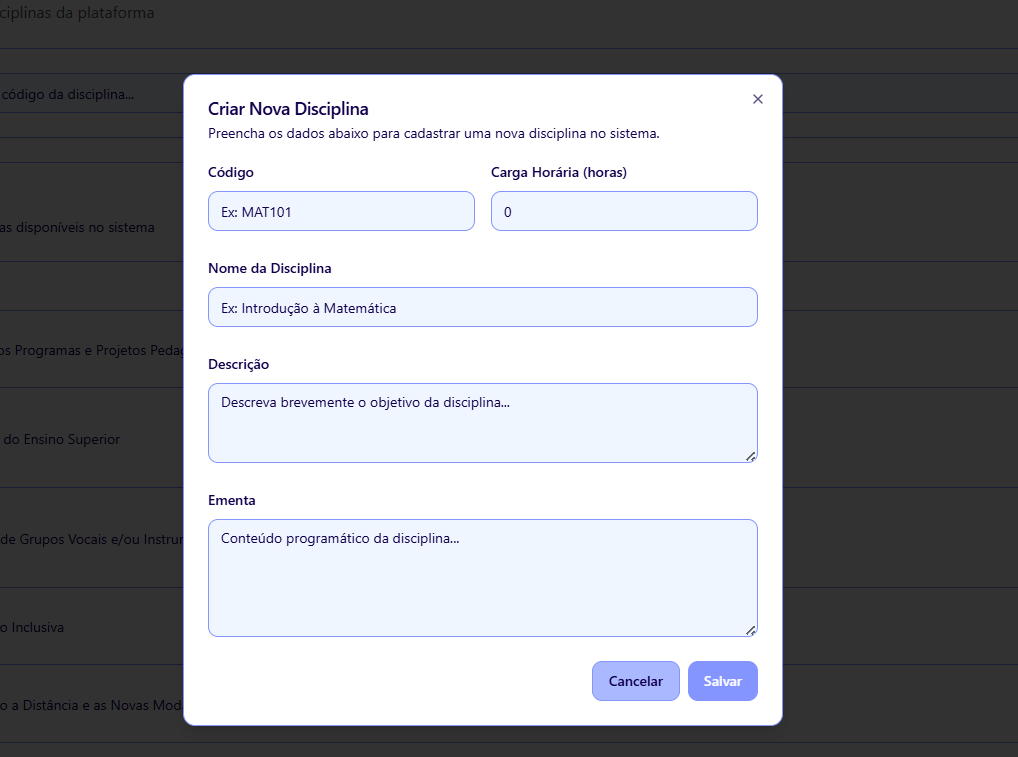 ciplinas da plataforma
código da disciplina...
Criar Nova Disciplina
Preencha os dados abaixo para cadastrar uma nova disciplina no sistema.
Código
Carga Horária (horas)
Ex: MAT101
0
as disponíveis no sistema
Nome da Disciplina
Ex: Introdução à Matemática
os Programas e Projetos Pedag
Descrição
Descreva brevemente o objetivo da disciplina...
do Ensino Superior
Ementa
Conteúdo programático da disciplina...
de Grupos Vocais e/ou Instrur
o Inclusiva
Cancelar
Salvar
o a Distância e as Novas Mod